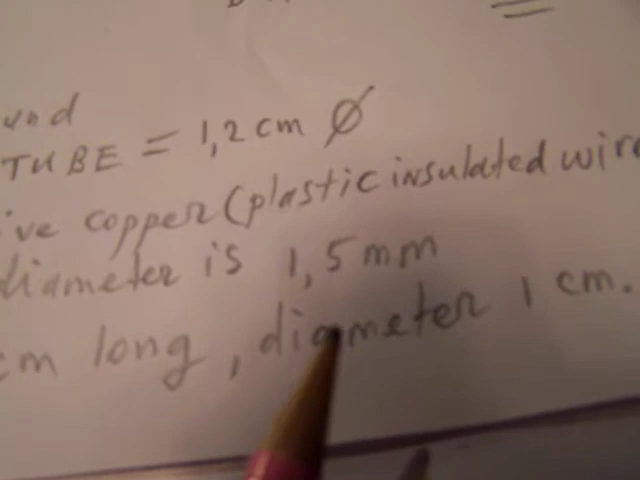 und
TUBE = 1,2 cm Ø
ive copper (plastic insulated wire
diameter is 1,5 mm
cm long, diameter 1 cm.